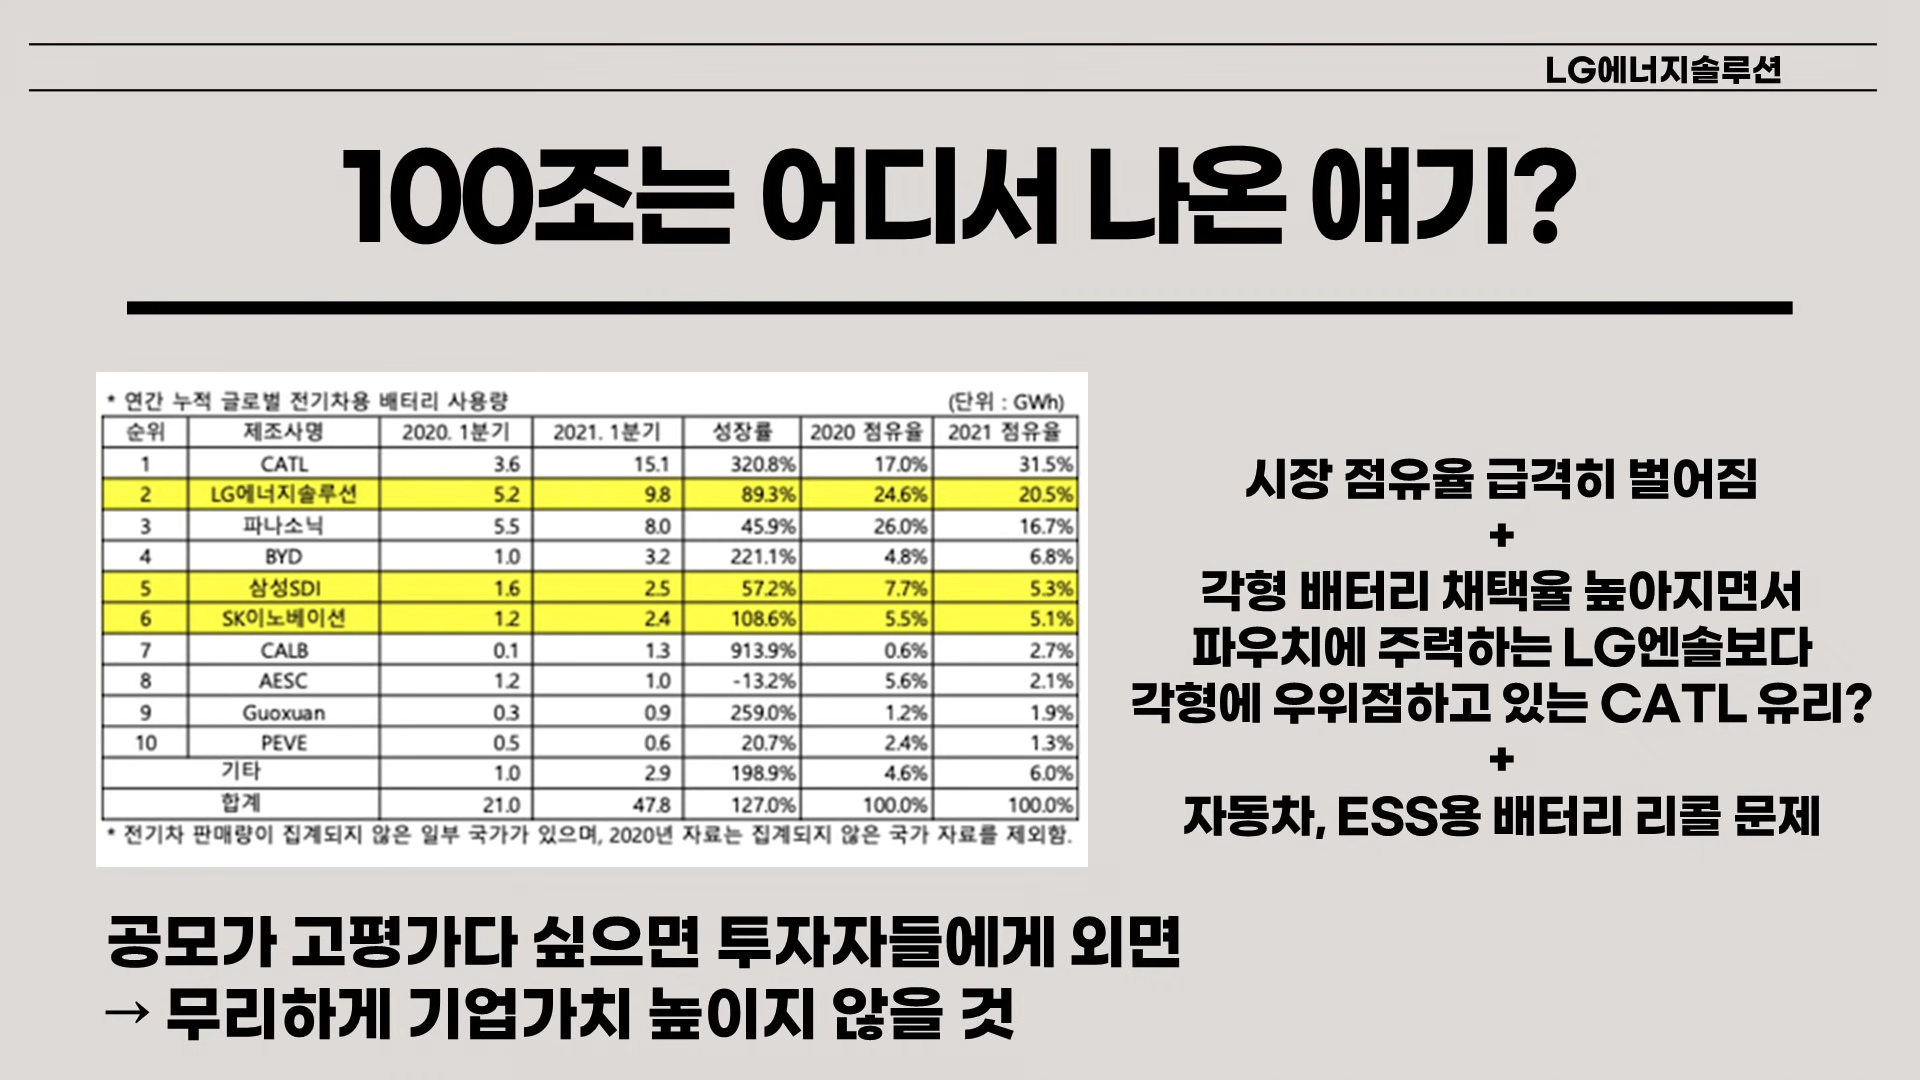 LG에너지솔루션
100조는 어디서 나온 얘기?
* 연간 누적 글로벌 전기차용 배터리 사용량 (단위 : GWh)
순위 제조사명 2020. 1분기 2021. 1분기 성장률 2020 점유율 2021 점유율
1 CATL 3.6 15.1 320.8% 17.0% 31.5%
2 LG에너지솔루션 5.2 9.8 89.3% 24.6% 20.5%
3 파나소닉 5.5 8.0 45.9% 26.0% 16.7%
4 BYD 1.0 3.2 221.1% 4.8% 6.8%
5 삼성SDI 1.6 2.5 57.2% 7.7% 5.3%
6 SK이노베이션 1.2 2.4 108.6% 5.5% 5.1%
7 CALB 0.1 1.3 913.9% 0.6% 2.7%
8 AESC 1.2 1.0 -13.2% 5.6% 2.1%
9 Guoxuan 0.3 0.9 259.0% 1.2% 1.9%
10 PEVE 0.5 0.6 20.7% 2.4% 1.3%
기타 1.0 2.9 198.9% 4.6% 6.0%
합계 21.0 47.8 127.0% 100.0% 100.0%
* 전기차 판매량이 집계되지 않은 일부 국가가 있으며, 2020년 자료는 집계되지 않은 국가 자료를 제외함.
시장 점유율 급격히 벌어짐
+
각형 배터리 채택율 높아지면서
파우치에 주력하는 LG엔솔보다
각형에 우위점하고 있는 CATL 유리?
+
자동차, ESS용 배터리 리콜 문제
공모가 고평가다 싶으면 투자자들에게 외면
→ 무리하게 기업가치 높이지 않을 것